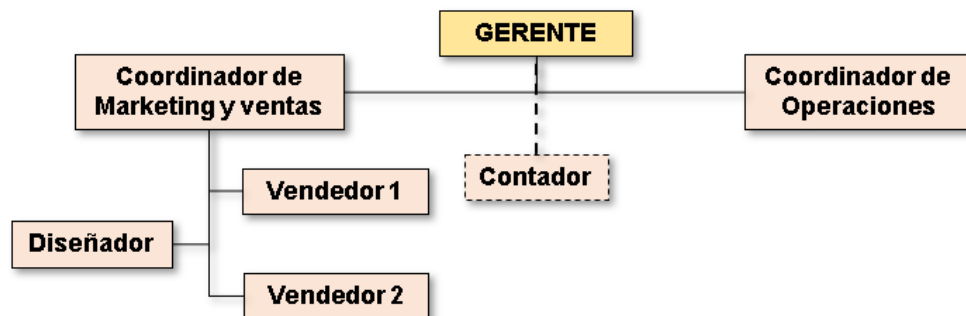 GERENTE
Coordinador de
Marketing y ventas
Coordinador de
Operaciones
Contador
Vendedor 1
Diseñador
Vendedor 2